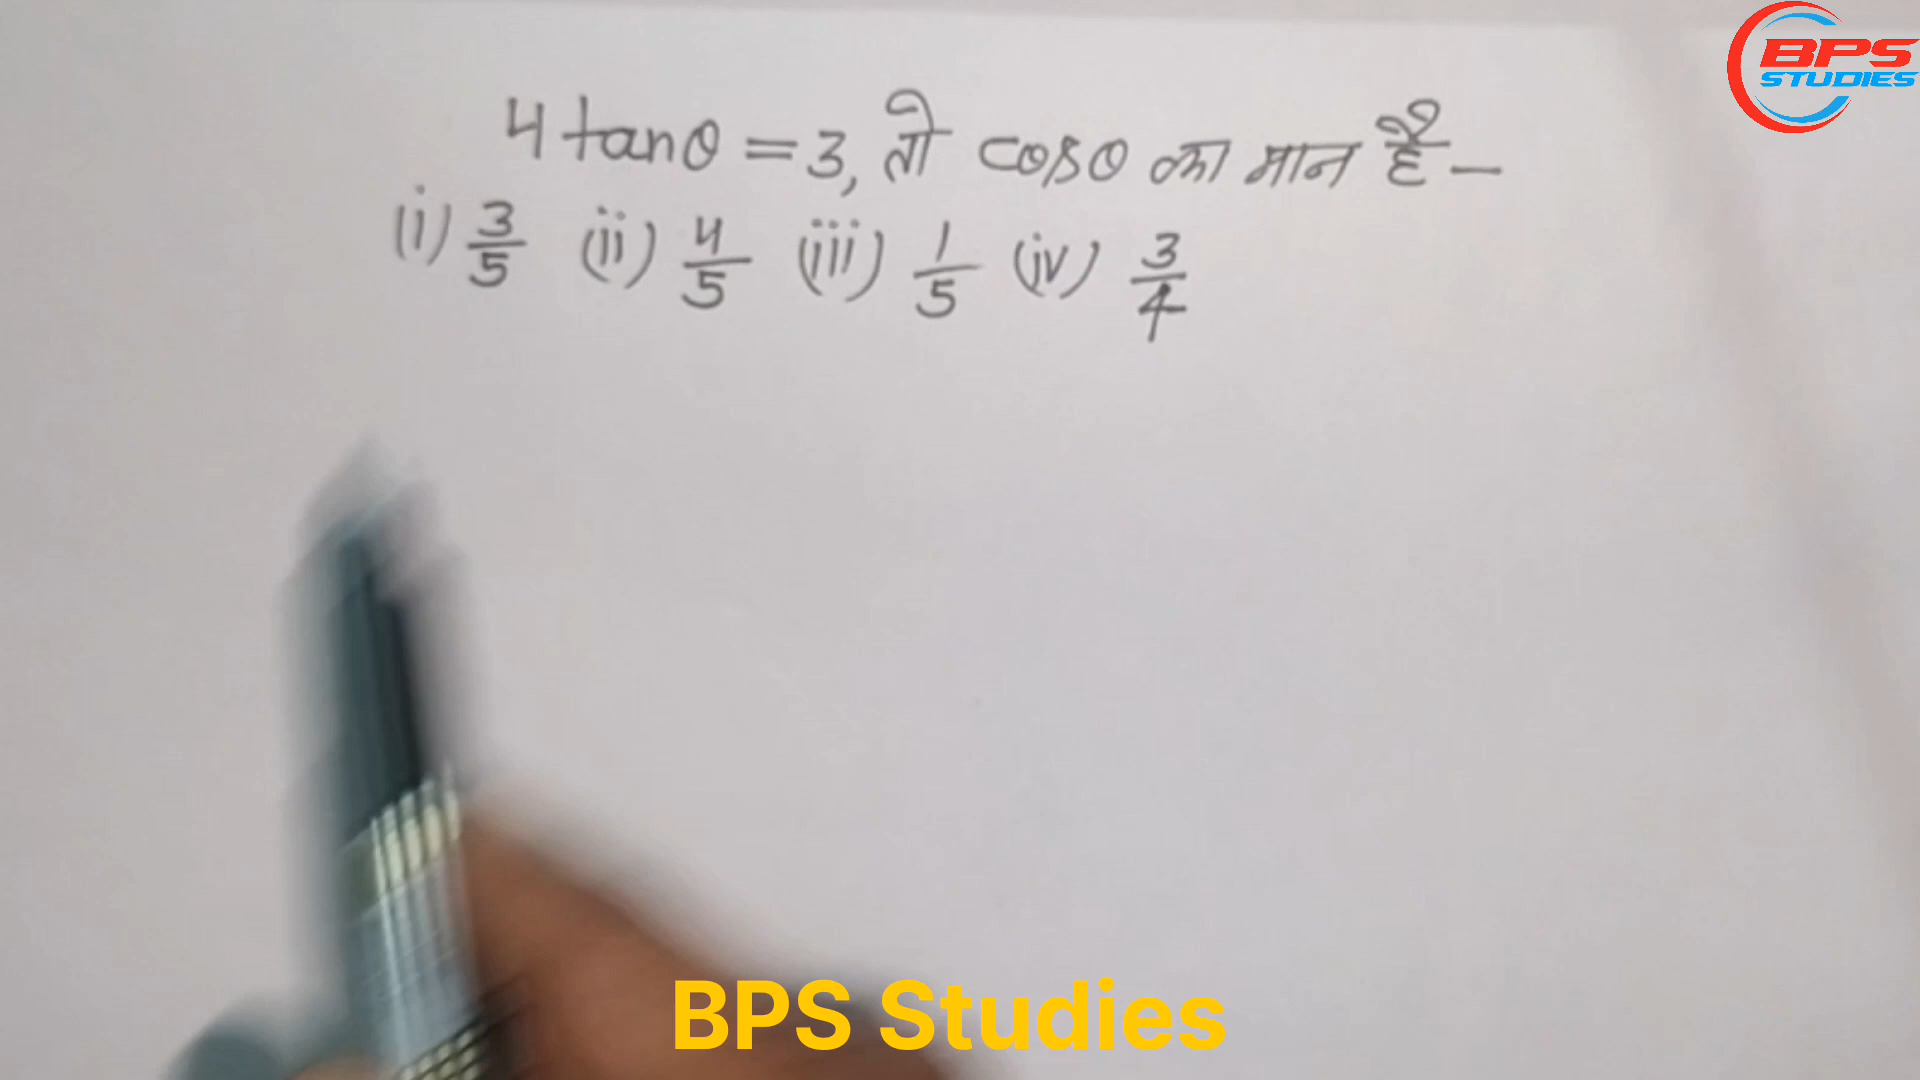 BPS
STUDIES
4 tanθ = 3, तो cosθ का मान है -
(i) 3/5 (ii) 4/5 (iii) 1/5 (iv) 3/4
BPS Studies